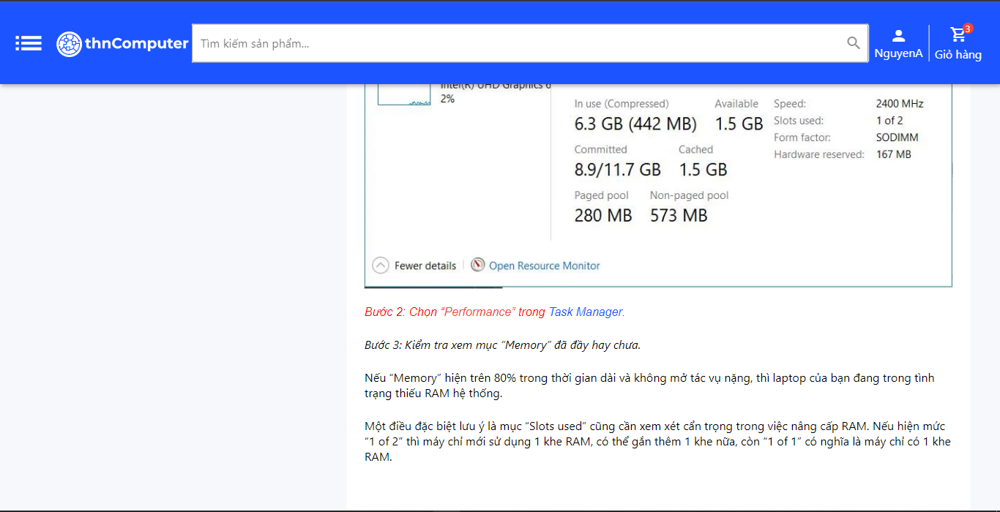 thnComputer
Tìm kiếm sản phẩm...
NguyenA
3
Giỏ hàng
Intel(R) UHD Graphics 6
2%
In use (Compressed)
Available
6.3 GB (442 MB)
1.5 GB
Committed
Cached
8.9/11.7 GB
1.5 GB
Paged pool
Non-paged pool
280 MB
573 MB
Speed: 2400 MHz
Slots used: 1 of 2
Form factor: SODIMM
Hardware reserved: 167 MB
Fewer details
Open Resource Monitor
Bước 2: Chọn “Performance” trong Task Manager.
Bước 3: Kiểm tra xem mục “Memory” đã đầy hay chưa.
Nếu “Memory” hiện trên 80% trong thời gian dài và không mở tác vụ nặng, thì laptop của bạn đang trong tình
trạng thiếu RAM hệ thống.
Một điều đặc biệt lưu ý là mục “Slots used” cũng cần xem xét cẩn trọng trong việc nâng cấp RAM. Nếu hiện mức
“1 of 2” thì máy chỉ mới sử dụng 1 khe RAM, có thể gắn thêm 1 khe nữa, còn “1 of 1” có nghĩa là máy chỉ có 1 khe
RAM.